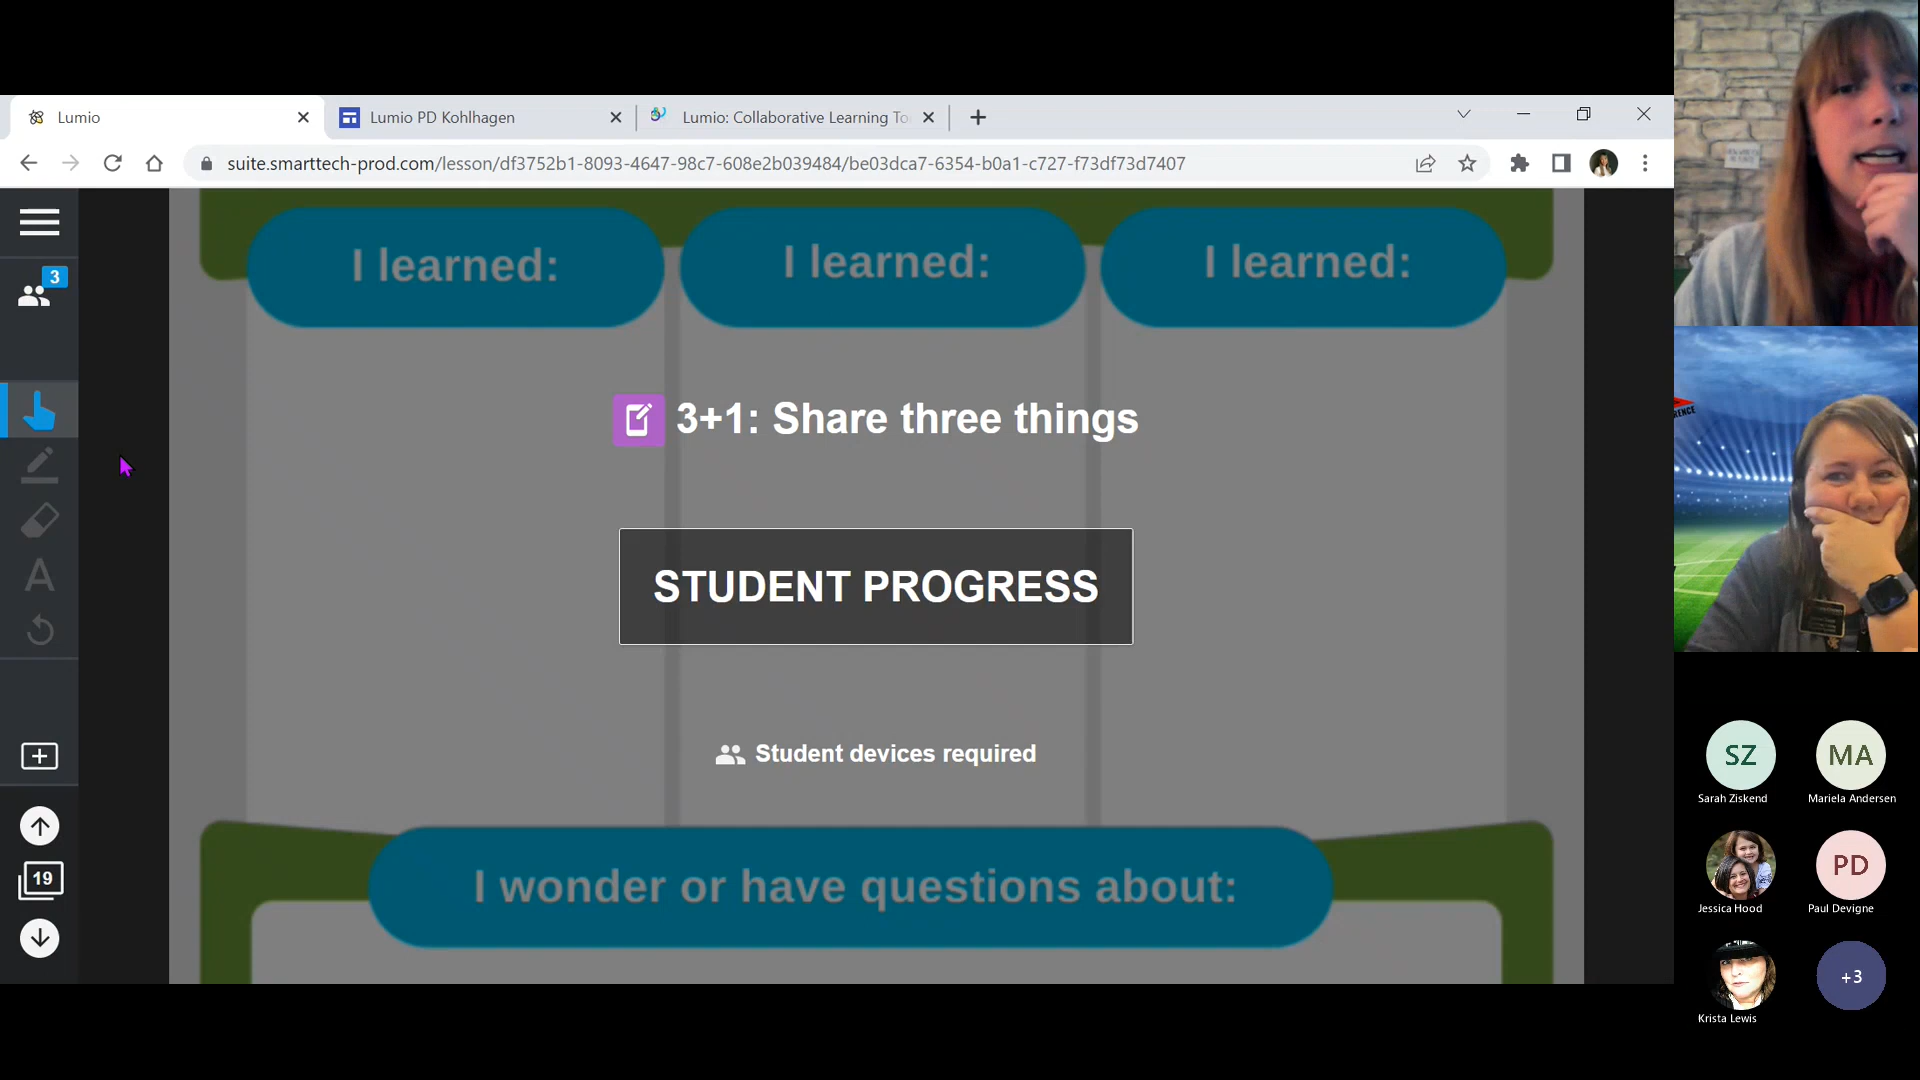 Lumio
Lumio PD Kohlhagen
Lumio: Collaborative Learning To
suite.smarttech-prod.com/lesson/df3752b1-8093-4647-98c7-608e2b039484/be03dca7-6354-b0a1-c727-f73df73d7407
3
I learned:
I learned:
I learned:
3+1: Share three things
STUDENT PROGRESS
A
Student devices required
19
I wonder or have questions about:
SZ
Sarah Ziskend
MA
Mariela Andersen
Jessica Hood
PD
Paul Devigne
Krista Lewis
+3